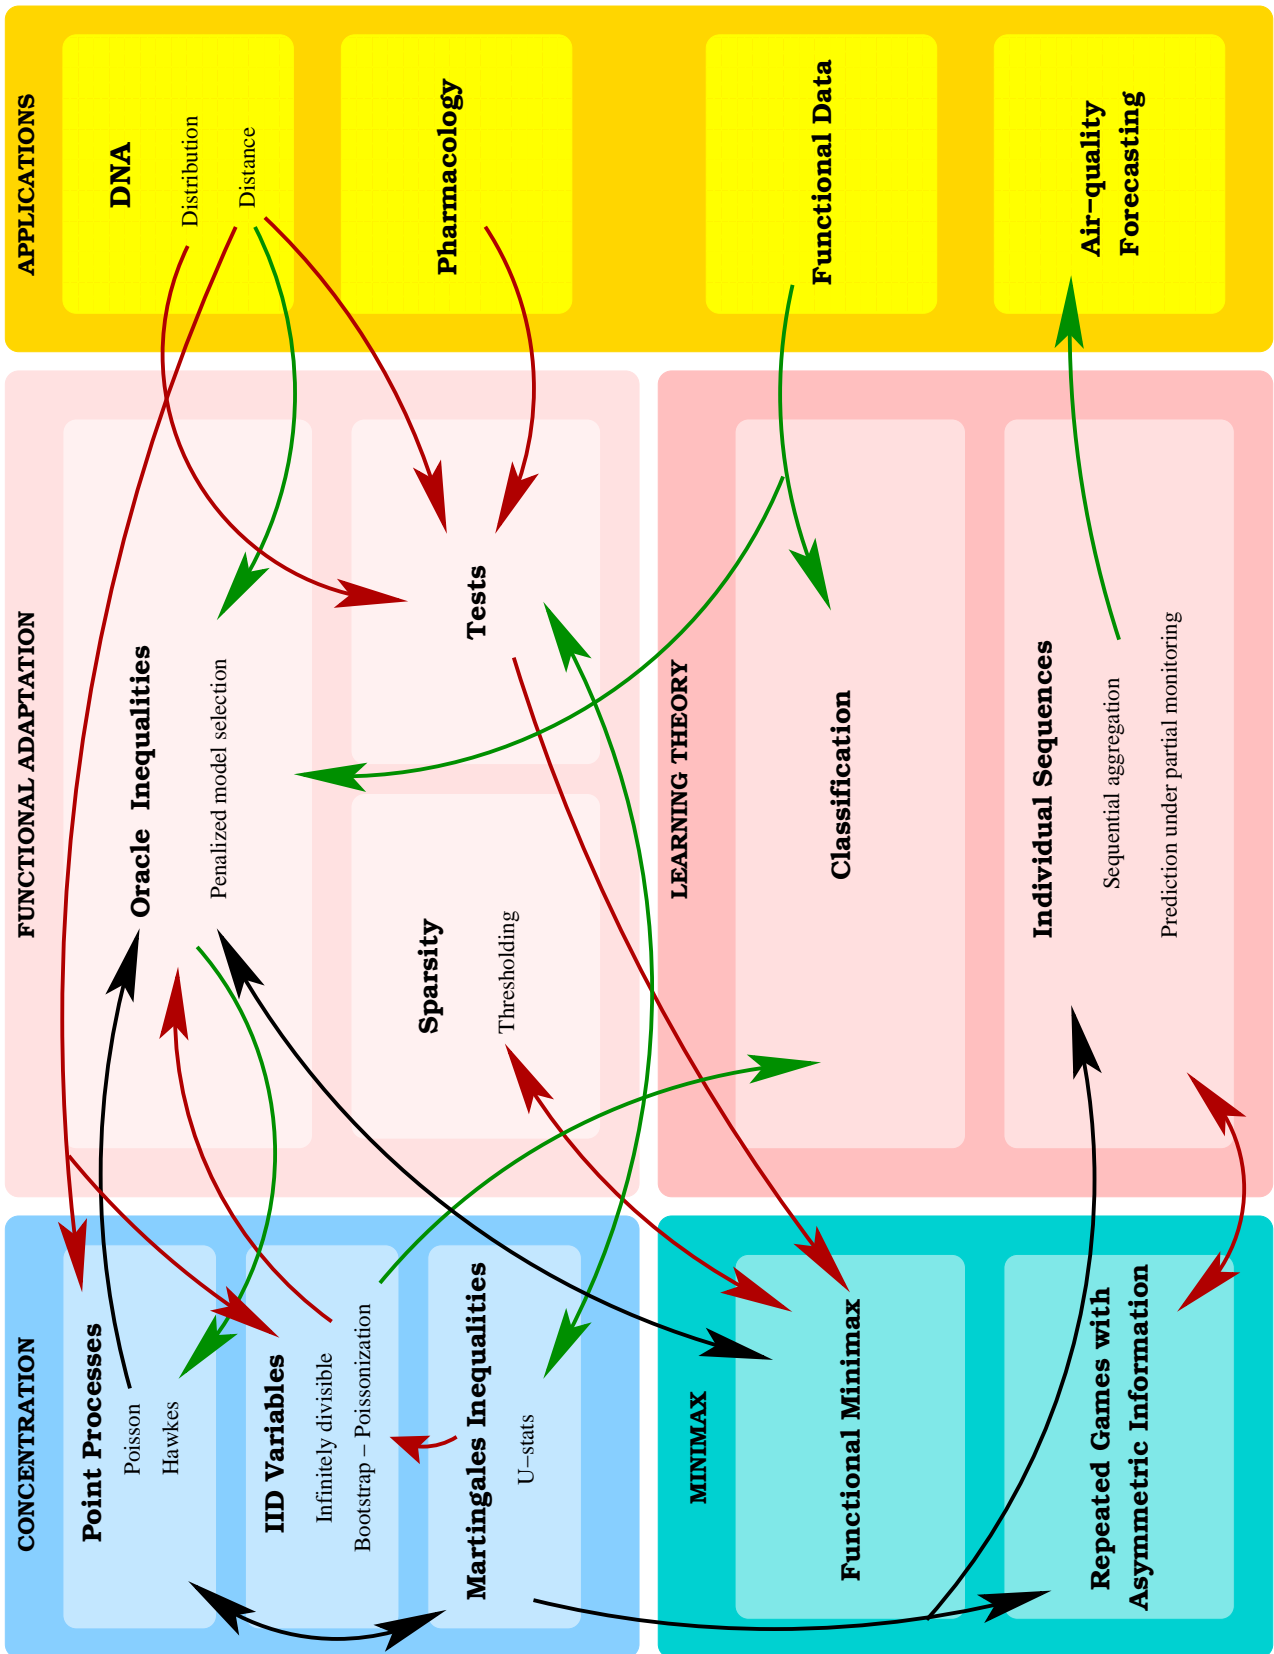 APPLICATIONS
DNA
Distribution
Distance
Pharmacology
Functional Data
Air-quality
Forecasting
FUNCTIONAL ADAPTATION
Oracle Inequalities
Penalized model selection
Tests
Sparsity
Thresholding
LEARNING THEORY
Classification
Individual Sequences
Sequential aggregation
Prediction under partial monitoring
CONCENTRATION
Point Processes
Poisson
Hawkes
IID Variables
Infinitely divisible
Bootstrap – Poissonization
Martingales Inequalities
U–stats
MINIMAX
Functional Minimax
Repeated Games with
Asymmetric Information